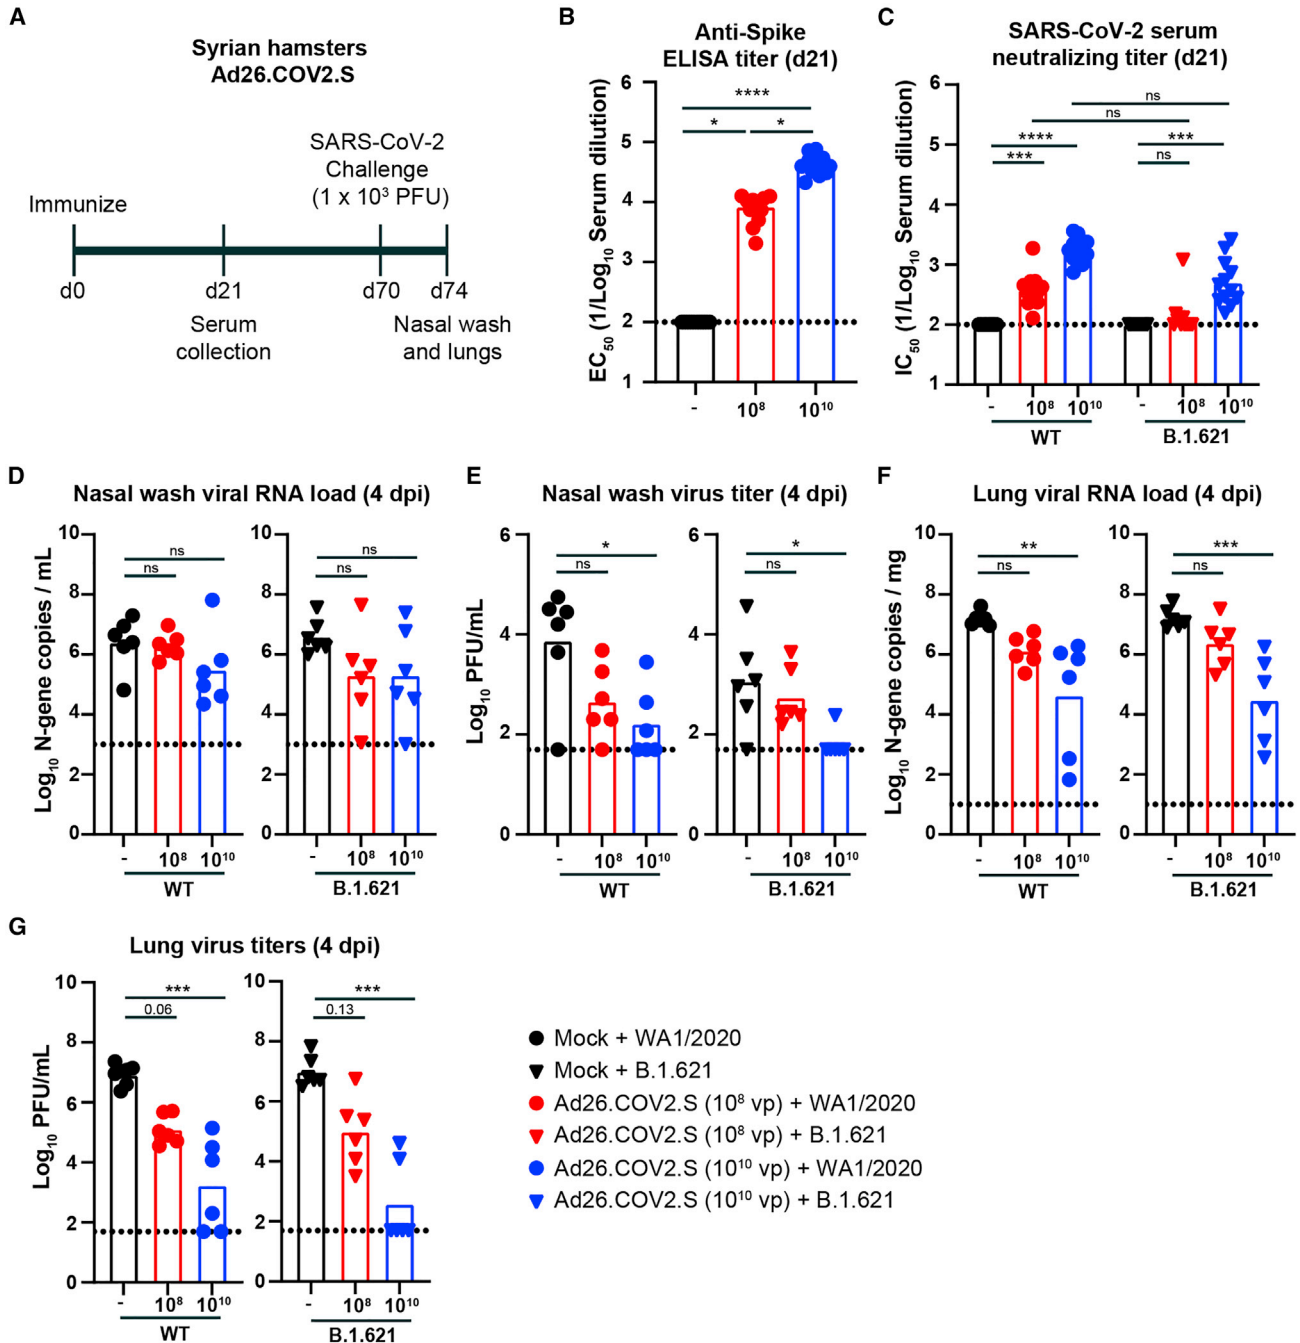 A
Syrian hamsters
Ad26.COV2.S
SARS-CoV-2
Challenge
(1 x 10³ PFU)
Immunize
d0
d21
d70
d74
Serum
collection
Nasal wash
and lungs
B
Anti-Spike
ELISA titer (d21)
EC₅₀ (1/Log₁₀ Serum dilution)
6
5
4
3
2
1
****
*
*
-
10⁸
10¹⁰
C
SARS-CoV-2 serum
neutralizing titer (d21)
IC₅₀ (1/Log₁₀ Serum dilution)
6
5
4
3
2
1
ns
ns
****
***
***
ns
-
10⁸
10¹⁰
-
10⁸
10¹⁰
WT
B.1.621
D
Nasal wash viral RNA load (4 dpi)
Log₁₀ N-gene copies / mL
10
8
6
4
2
0
ns
ns
-
10⁸
10¹⁰
WT
10
8
6
4
2
0
ns
ns
-
10⁸
10¹⁰
B.1.621
E
Nasal wash virus titer (4 dpi)
Log₁₀ PFU/mL
6
4
2
0
*
ns
-
10⁸
10¹⁰
WT
6
4
2
0
*
ns
-
10⁸
10¹⁰
B.1.621
F
Lung viral RNA load (4 dpi)
Log₁₀ N-gene copies / mg
10
8
6
4
2
0
**
ns
-
10⁸
10¹⁰
WT
10
8
6
4
2
0
***
ns
-
10⁸
10¹⁰
B.1.621
G
Lung virus titers (4 dpi)
Log₁₀ PFU/mL
10
8
6
4
2
0
***
0.06
-
10⁸
10¹⁰
WT
10
8
6
4
2
0
***
0.13
-
10⁸
10¹⁰
B.1.621
Mock + WA1/2020
Mock + B.1.621
Ad26.COV2.S (10⁸ vp) + WA1/2020
Ad26.COV2.S (10⁸ vp) + B.1.621
Ad26.COV2.S (10¹⁰ vp) + WA1/2020
Ad26.COV2.S (10¹⁰ vp) + B.1.621